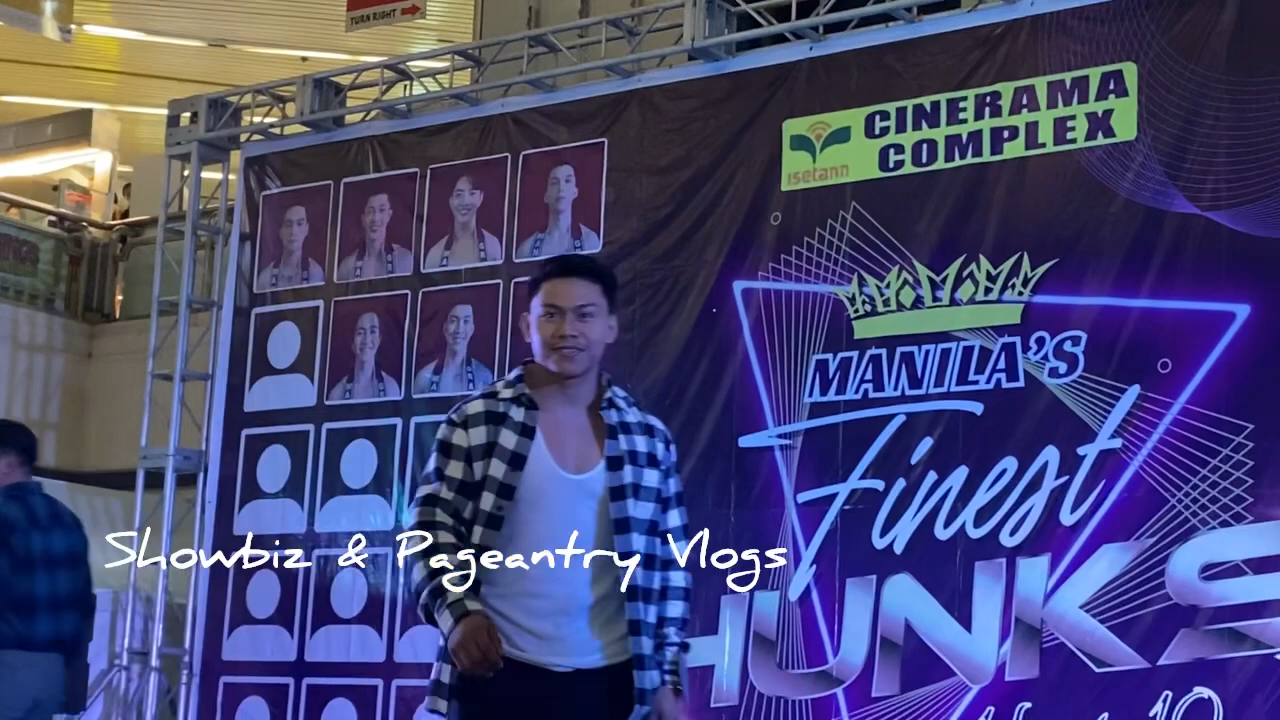 TURN RIGHT
CINERAMA
COMPLEX
isetann
MANILA'S
Finest
HUNKS
Showbiz & Pageantry Vlogs